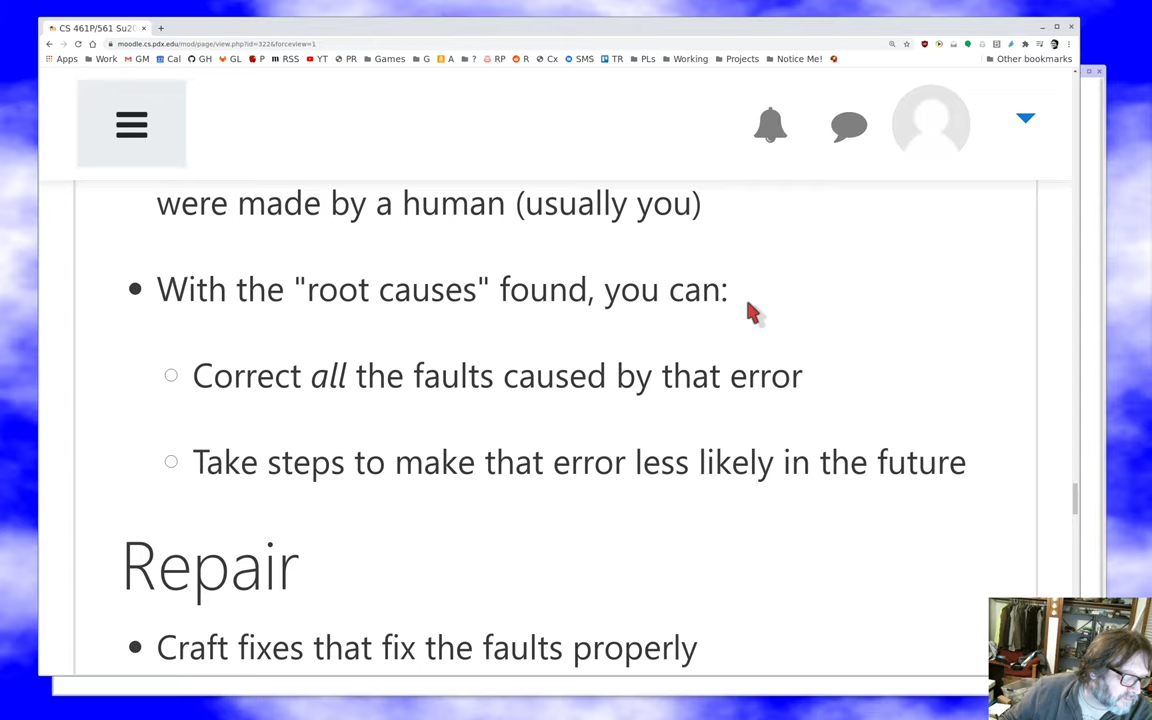 CS 461P/561 Su20
moodle.cs.pdx.edu/mod/page/view.php?id=322&forceview=1
Apps Work GM Cal GH GL P RSS YT PR Games G A ? RP R Cx SMS TR PLs Working Projects Notice Me! Other bookmarks
were made by a human (usually you)
With the "root causes" found, you can:
Correct all the faults caused by that error
Take steps to make that error less likely in the future
Repair
Craft fixes that fix the faults properly